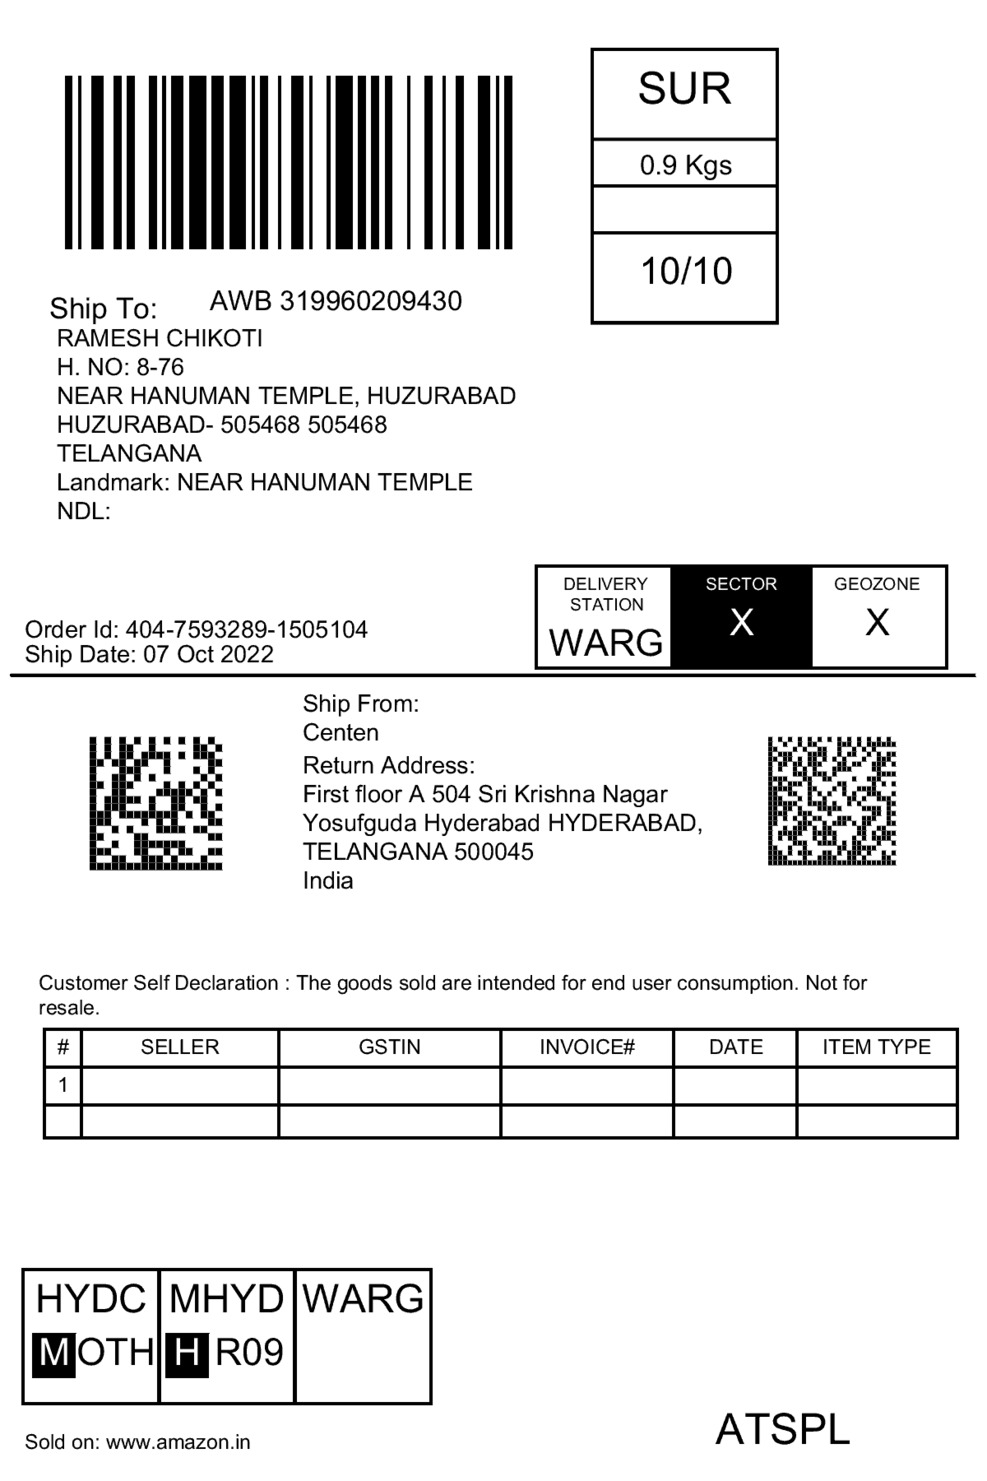 SUR
0.9 Kgs
10/10
Ship To:
AWB 319960209430
RAMESH CHIKOTI
H. NO: 8-76
NEAR HANUMAN TEMPLE, HUZURABAD
HUZURABAD- 505468 505468
TELANGANA
Landmark: NEAR HANUMAN TEMPLE
NDL:
Order Id: 404-7593289-1505104
Ship Date: 07 Oct 2022
DELIVERY
STATION
WARG
SECTOR
X
GEOZONE
X
Ship From:
Centen
Return Address:
First floor A 504 Sri Krishna Nagar
Yosufguda Hyderabad HYDERABAD,
TELANGANA 500045
India
Customer Self Declaration : The goods sold are intended for end user consumption. Not for
resale.
# SELLER GSTIN INVOICE# DATE ITEM TYPE
1
HYDC MHYD WARG
MOTH H R09
Sold on: www.amazon.in
ATSPL